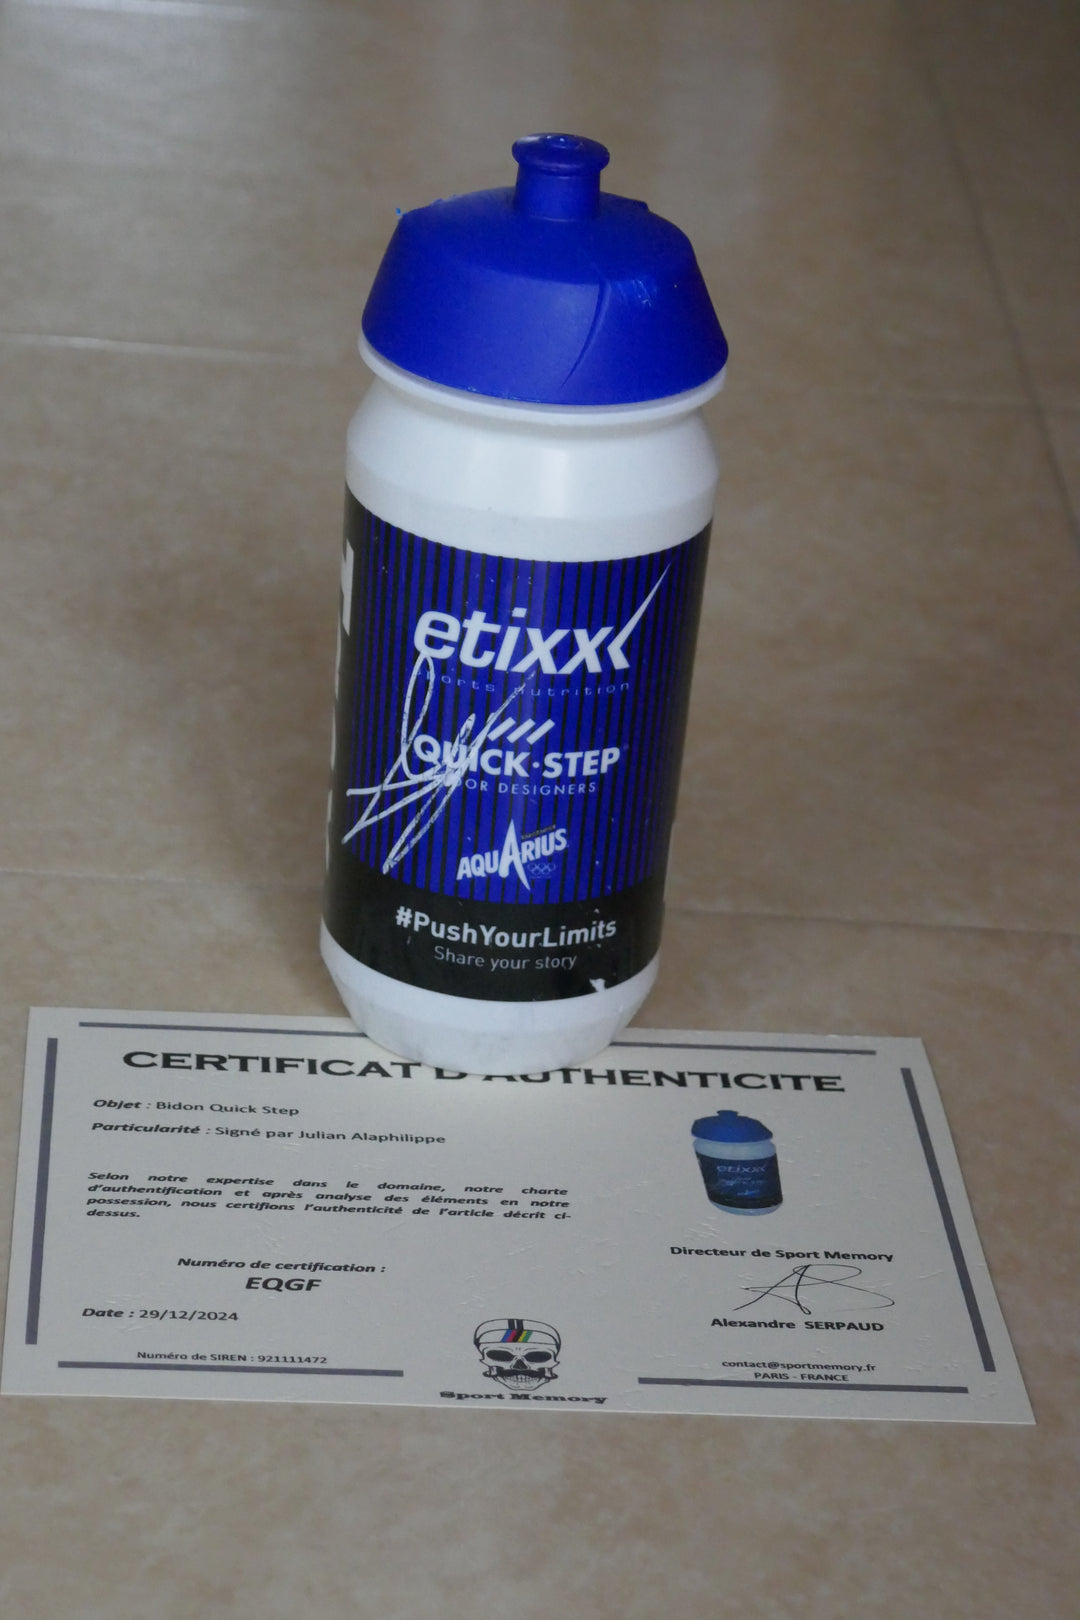 etixx
sports nutrition
QUICK·STEP
OR DESIGNERS
AQUARIUS
#PushYourLimits
Share your story
CERTIFICAT D'AUTHENTICITE
Objet : Bidon Quick Step
Particularité : Signé par Julian Alaphilippe
Selon notre expertise dans le domaine, notre charte
d'authentification et après analyse des éléments en notre
possession, nous certifions l'authenticité de l'article décrit ci-
dessus.
Numéro de certification :
EQGF
Date : 29/12/2024
Numéro de SIREN : 921111472
etixx
Directeur de Sport Memory
Alexandre SERPAUD
contact@sportmemory.fr
PARIS - FRANCE
Sport Memory